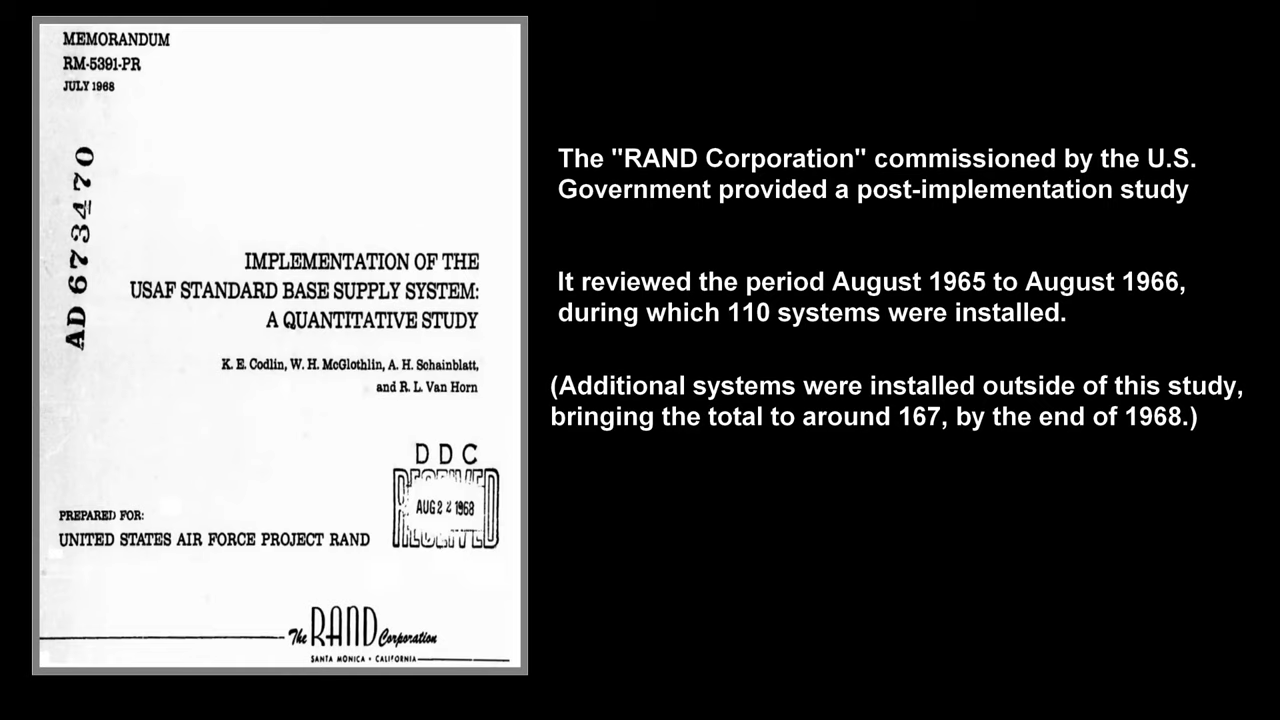 MEMORANDUM
RM-5391-PR
JULY 1968
AD 673470
IMPLEMENTATION OF THE
USAF STANDARD BASE SUPPLY SYSTEM:
A QUANTITATIVE STUDY
K. E. Codlin, W. H. McGlothlin, A. H. Schainblatt,
and R. L. Van Horn
D D C
RECEIVED
AUG 22 1968
RECEIVED
PREPARED FOR:
UNITED STATES AIR FORCE PROJECT RAND
The RAND Corporation
SANTA MONICA • CALIFORNIA
The "RAND Corporation" commissioned by the U.S.
Government provided a post-implementation study
It reviewed the period August 1965 to August 1966,
during which 110 systems were installed.
(Additional systems were installed outside of this study,
bringing the total to around 167, by the end of 1968.)